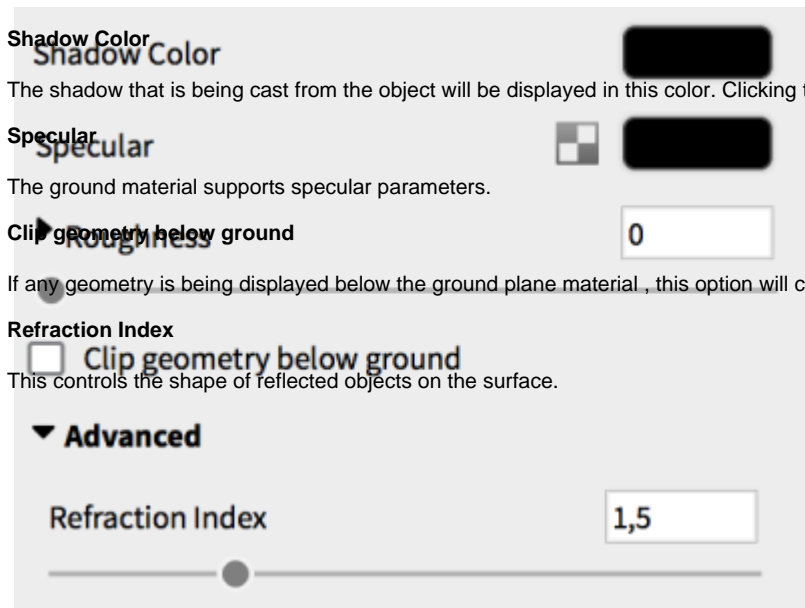 Shadow Color
Shadow Color
The shadow that is being cast from the object will be displayed in this color. Clicking
Specular
Specular
The ground material supports specular parameters.
Clip geometry below ground
Roughness
0
If any geometry is being displayed below the ground plane material , this option will
Refraction Index
Clip geometry below ground
This controls the shape of reflected objects on the surface.
Advanced
Refraction Index
1,5